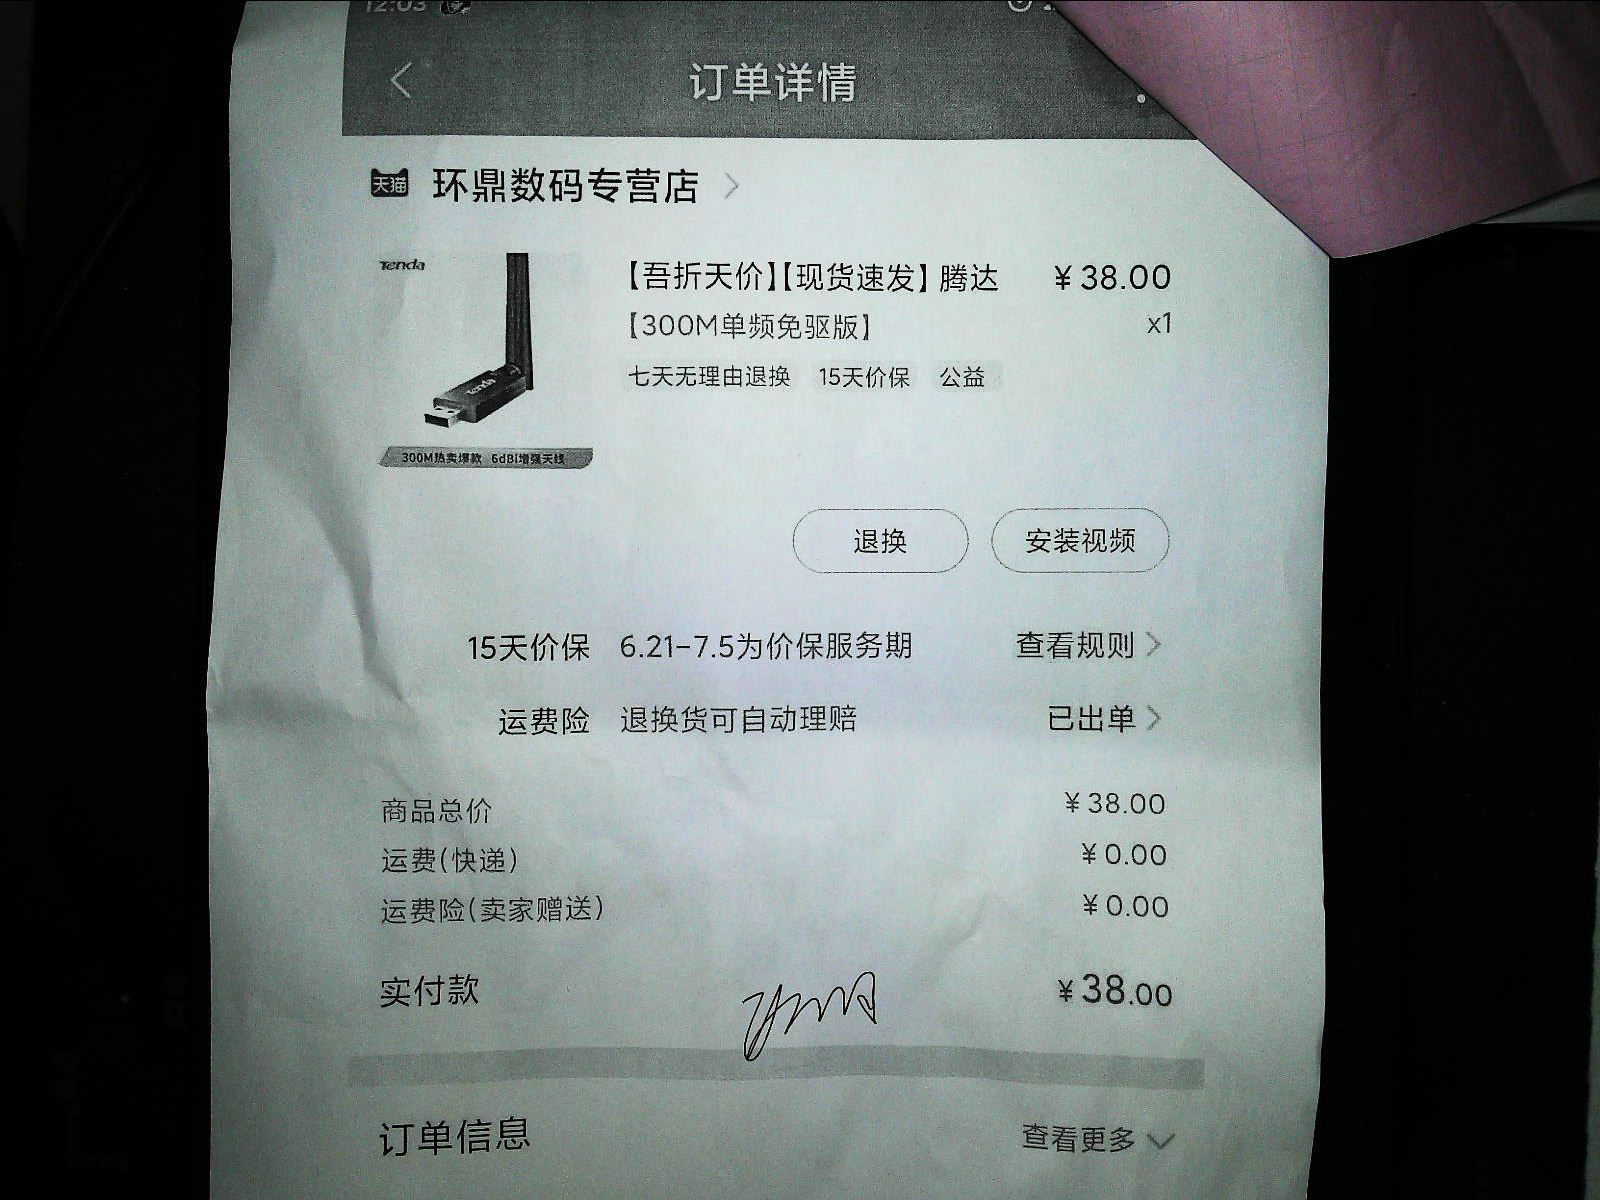 12:03
订单详情
天猫 环鼎数码专营店
Tenda
【吾折天价】【现货速发】腾达 ¥38.00
【300M单频免驱版】 x1
七天无理由退换 15天价保 公益
Tenda
300M热卖爆款 6dBi增强天线
退换 安装视频
15天价保 6.21-7.5为价保服务期 查看规则
运费险 退换货可自动理赔 已出单
商品总价 ¥38.00
运费(快递) ¥0.00
运费险(卖家赠送) ¥0.00
实付款 ¥38.00
订单信息 查看更多